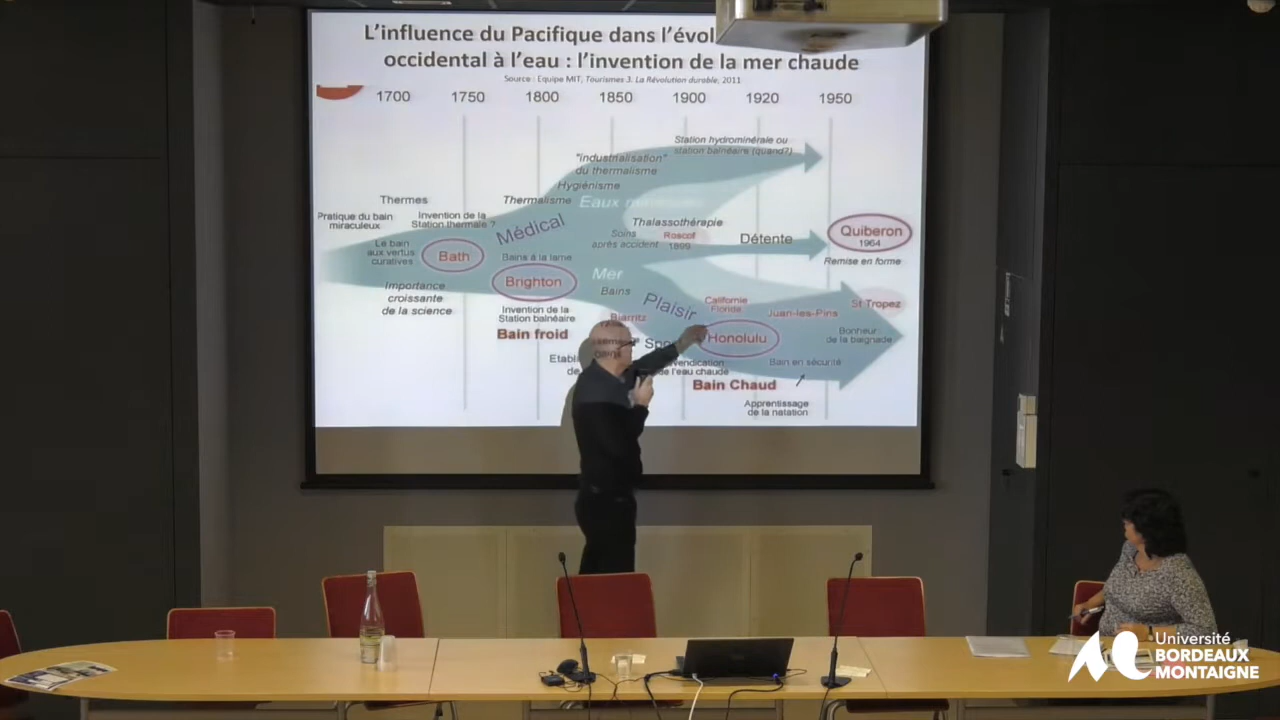 L'influence du Pacifique dans l'évol
occidental à l'eau : l'invention de la mer chaude
Source : Equipe MIT, Tourismes 3. La Révolution durable, 2011
1700 1750 1800 1850 1900 1920 1950
Station hydrominérale ou
station balnéaire (quand?)
"industrialisation"
du thermalisme
Hygiénisme
Thermes
Thermalisme
Eaux
Pratique du bain
miraculeux
Invention de la
Station thermale ?
Médical
Thalassothérapie
Soins
après accident
Roscof
1899
Détente
Quiberon
1964
Remise en forme
Le bain
aux vertus
curatives
Bath
Bains à la lame
Brighton
Mer
Bains
Importance
croissante
de la science
Invention de la
Station balnéaire
Bain froid
Plaisir
Biarritz
Californie
Floride
Juan-les-Pins
St Tropez
Honolulu
Bonheur
de la baignade
Spo
Etabli
de
evendication
de l'eau chaude
Bain en sécurité
Bain Chaud
Apprentissage
de la natation
Université
BORDEAUX
MONTAIGNE